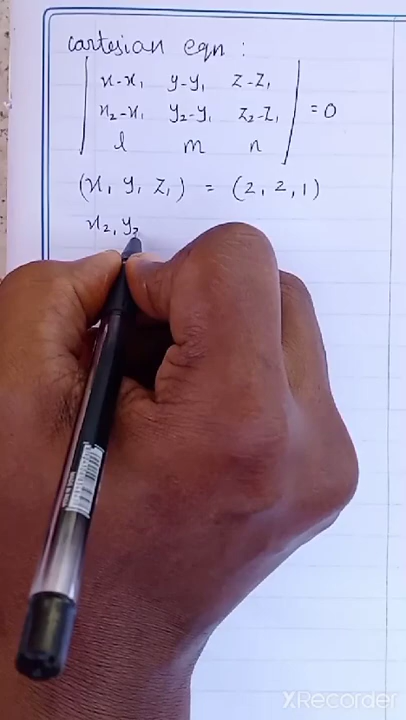 cartesian eqn :
x-x₁ y-y₁ z-z₁
x₂-x₁ y₂-y₁ z₂-z₁ = 0
l m n
(x₁ y₁ z₁) = (2, 2, 1)
x₂, y₂
XRecorder